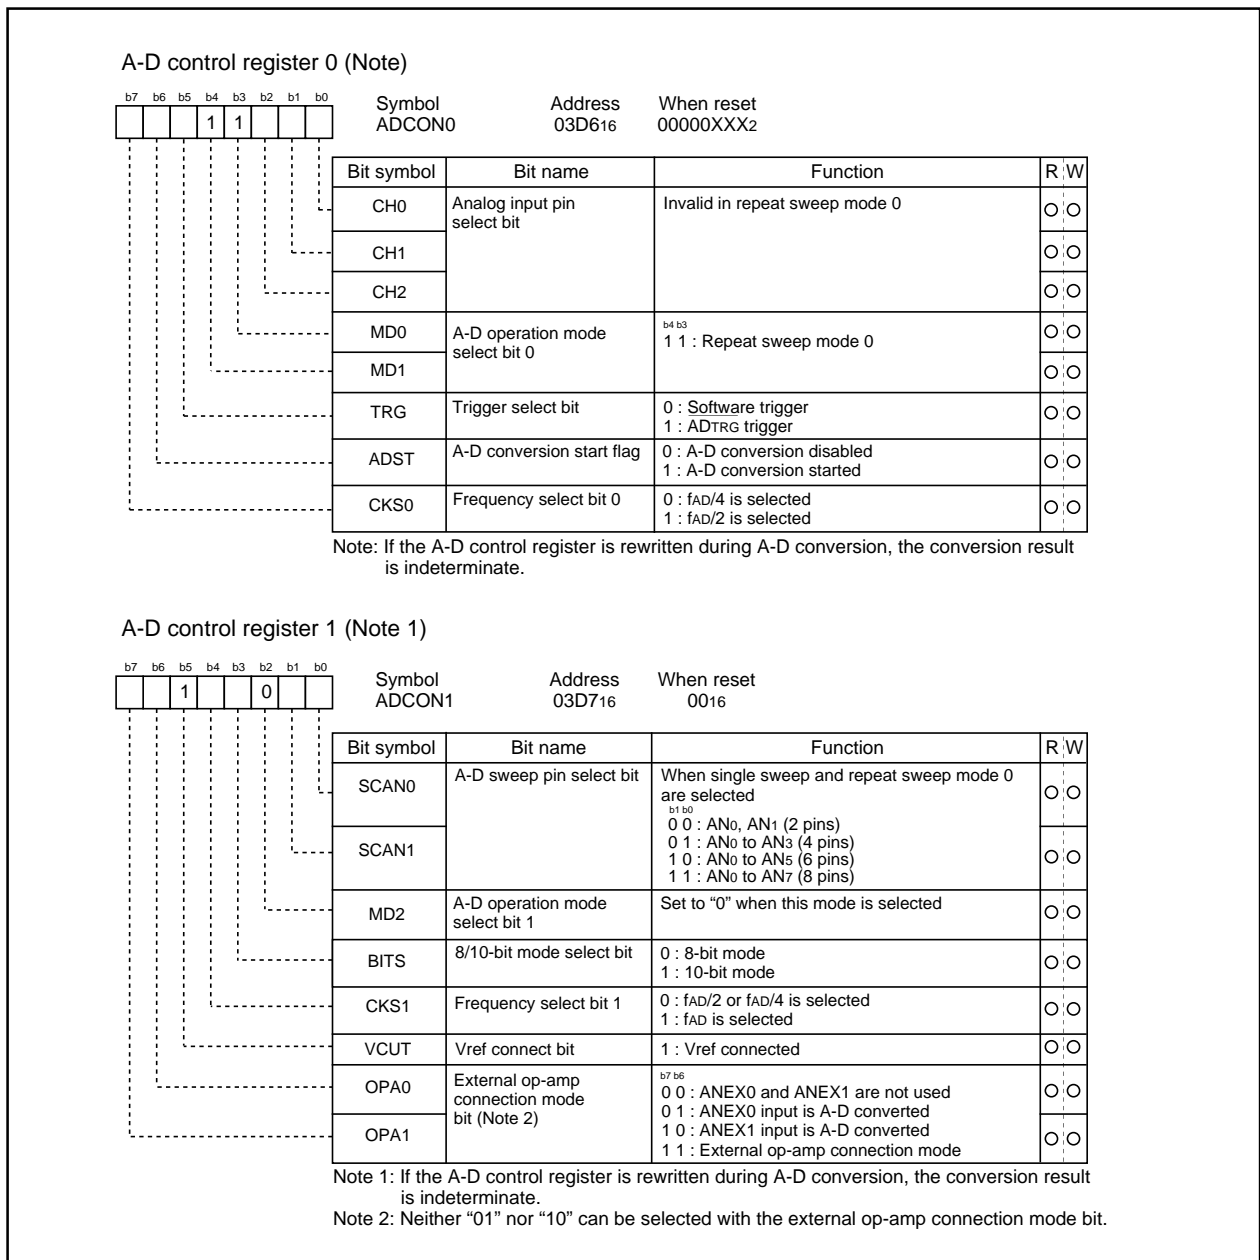 A-D control register 0 (Note)
b7 b6 b5 b4 b3 b2 b1 b0
1 1
Symbol Address When reset
ADCON0 03D616 00000XXX2
Bit symbol Bit name Function R W
CH0 Analog input pin select bit Invalid in repeat sweep mode 0
CH1
CH2
MD0 A-D operation mode select bit 0 b4 b3
1 1 : Repeat sweep mode 0
MD1
TRG Trigger select bit 0 : Software trigger
1 : ADTRG trigger
ADST A-D conversion start flag 0 : A-D conversion disabled
1 : A-D conversion started
CKS0 Frequency select bit 0 0 : fAD/4 is selected
1 : fAD/2 is selected
Note: If the A-D control register is rewritten during A-D conversion, the conversion result
is indeterminate.
A-D control register 1 (Note 1)
b7 b6 b5 b4 b3 b2 b1 b0
1 0
Symbol Address When reset
ADCON1 03D716 0016
Bit symbol Bit name Function R W
SCAN0 A-D sweep pin select bit When single sweep and repeat sweep mode 0
are selected
b1 b0
0 0 : AN0, AN1 (2 pins)
0 1 : AN0 to AN3 (4 pins)
1 0 : AN0 to AN5 (6 pins)
1 1 : AN0 to AN7 (8 pins)
SCAN1
MD2 A-D operation mode select bit 1 Set to “0” when this mode is selected
BITS 8/10-bit mode select bit 0 : 8-bit mode
1 : 10-bit mode
CKS1 Frequency select bit 1 0 : fAD/2 or fAD/4 is selected
1 : fAD is selected
VCUT Vref connect bit 1 : Vref connected
OPA0 External op-amp connection mode bit (Note 2) b7 b6
0 0 : ANEX0 and ANEX1 are not used
0 1 : ANEX0 input is A-D converted
1 0 : ANEX1 input is A-D converted
1 1 : External op-amp connection mode
OPA1
Note 1: If the A-D control register is rewritten during A-D conversion, the conversion result
is indeterminate.
Note 2: Neither “01” nor “10” can be selected with the external op-amp connection mode bit.